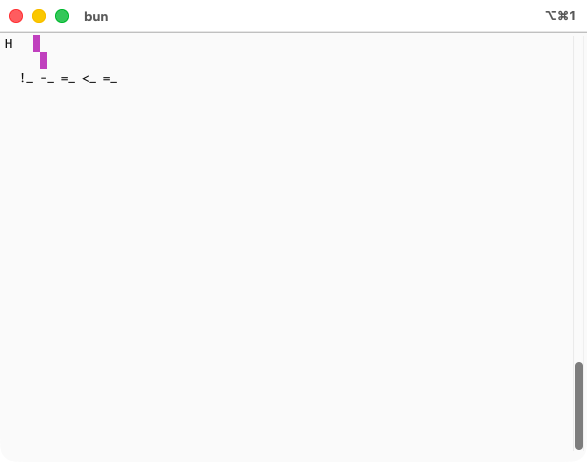 bun ⌥⌘1
H
!_ -_ =_ <_ =_